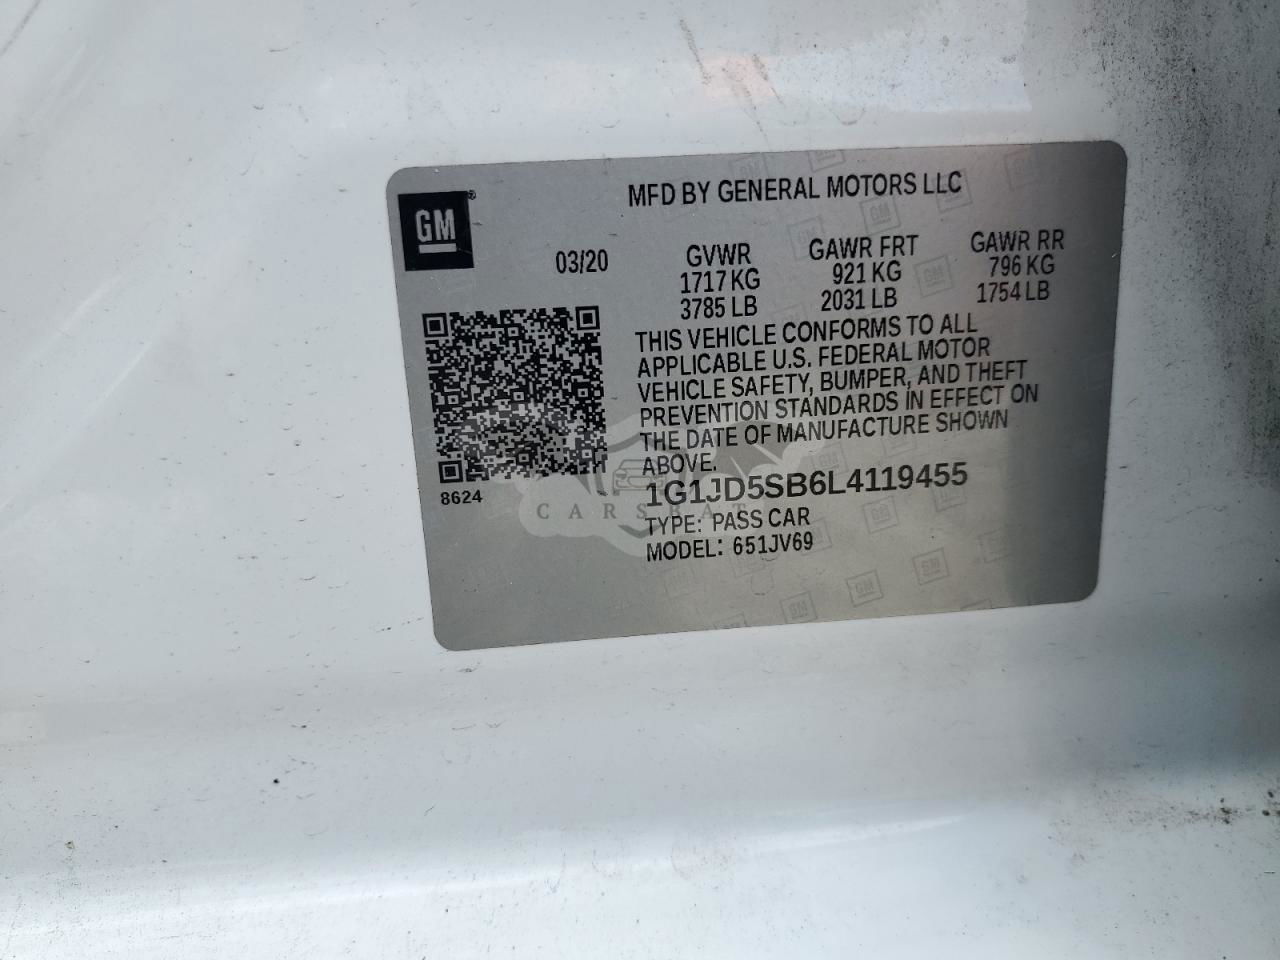 GM®
MFD BY GENERAL MOTORS LLC
03/20
GVWR
1717 KG
3785 LB
GAWR FRT
921 KG
2031 LB
GAWR RR
796 KG
1754 LB
THIS VEHICLE CONFORMS TO ALL
APPLICABLE U.S. FEDERAL MOTOR
VEHICLE SAFETY, BUMPER, AND THEFT
PREVENTION STANDARDS IN EFFECT ON
THE DATE OF MANUFACTURE SHOWN
ABOVE.
8624
1G1JD5SB6L4119455
CARSBAT
TYPE: PASS CAR
MODEL: 651JV69